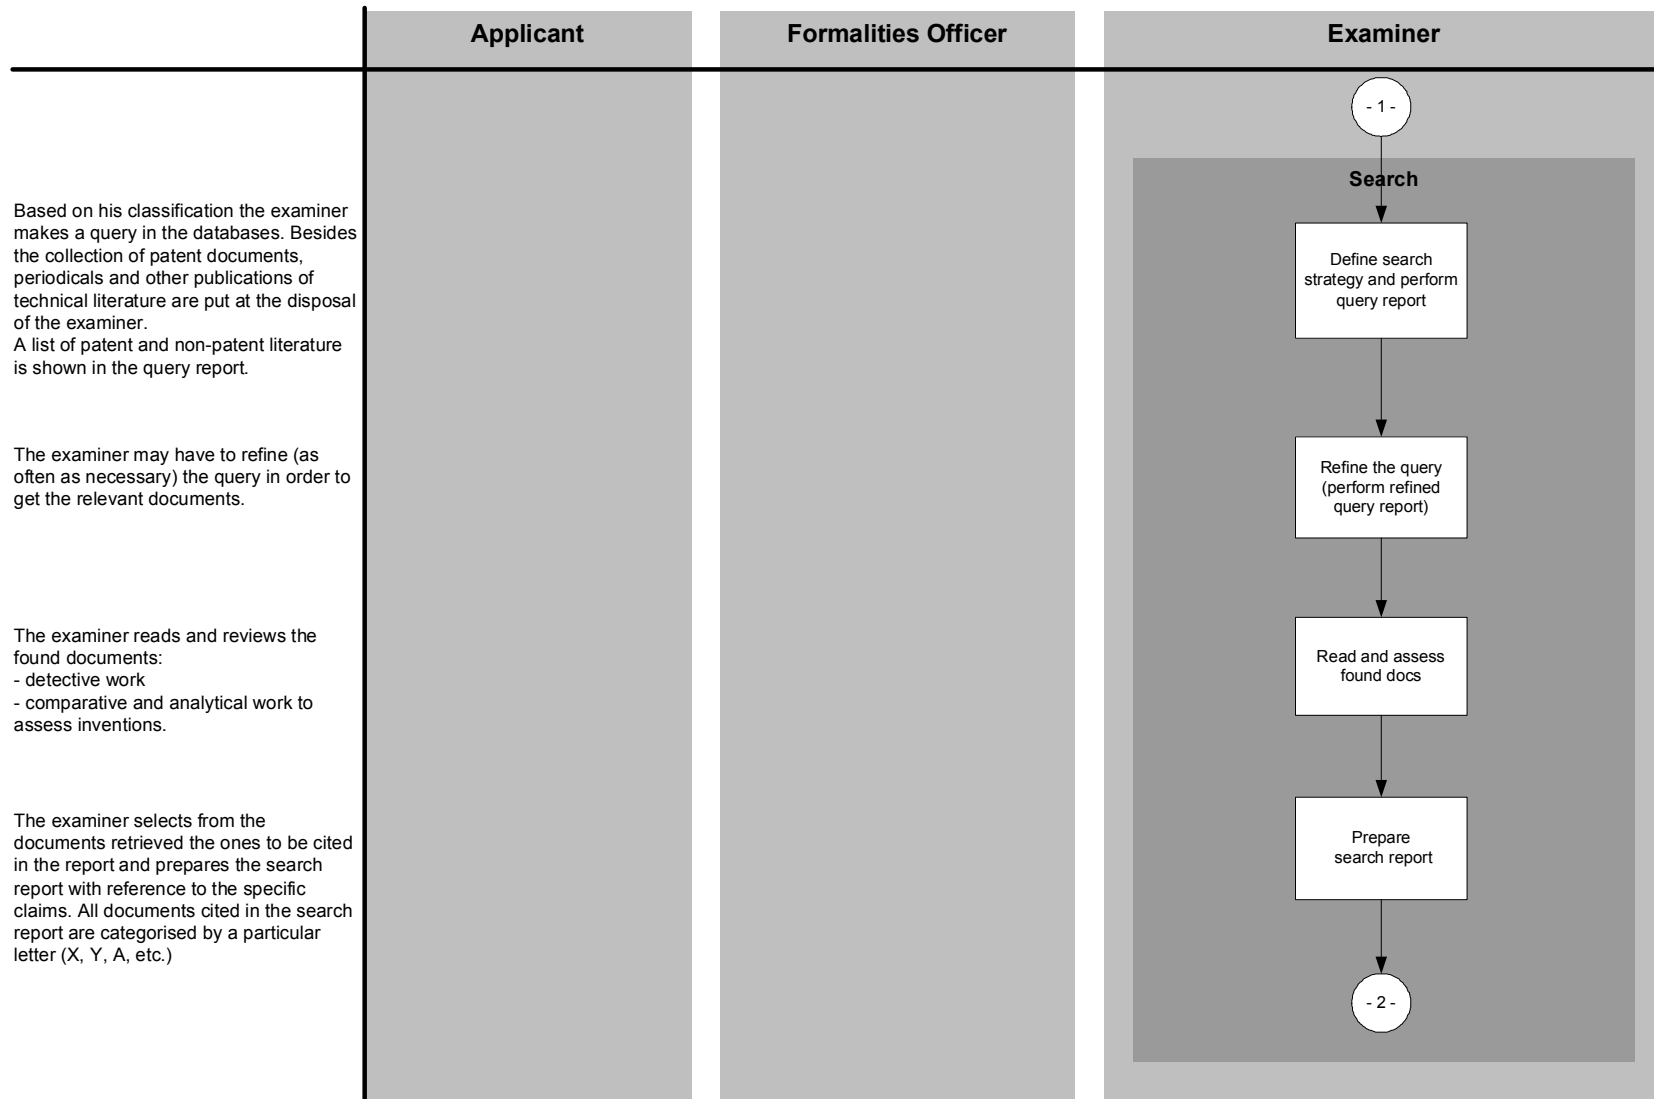 Applicant
Formalities Officer
Examiner
- 1 -
Search
Based on his classification the examiner
makes a query in the databases. Besides
the collection of patent documents,
periodicals and other publications of
technical literature are put at the disposal
of the examiner.
A list of patent and non-patent literature
is shown in the query report.
Define search
strategy and perform
query report
The examiner may have to refine (as
often as necessary) the query in order to
get the relevant documents.
Refine the query
(perform refined
query report)
The examiner reads and reviews the
found documents:
- detective work
- comparative and analytical work to
assess inventions.
Read and assess
found docs
The examiner selects from the
documents retrieved the ones to be cited
in the report and prepares the search
report with reference to the specific
claims. All documents cited in the search
report are categorised by a particular
letter (X, Y, A, etc.)
Prepare
search report
- 2 -